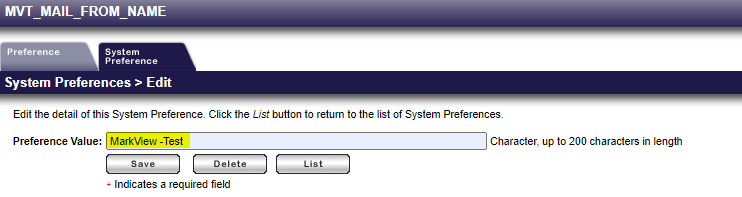 MVT_MAIL_FROM_NAME
Preference
System
Preference
System Preferences > Edit
Edit the detail of this System Preference. Click the List button to return to the list of System Preferences.
Preference Value: MarkView -Test Character, up to 200 characters in length
Save Delete List
* Indicates a required field